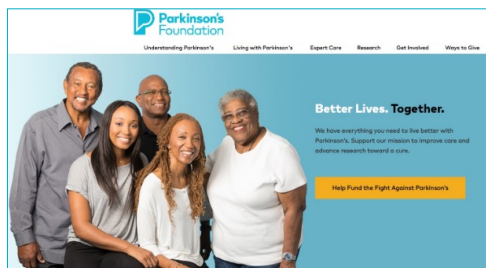 Parkinson's
Foundation
Understanding Parkinson's Living with Parkinson's Expert Care Research Get Involved Ways to Give
Better Lives. Together.
We have everything you need to live better with
Parkinson's. Support our mission to improve care and
advance research toward a cure.
Help Fund the Fight Against Parkinson's